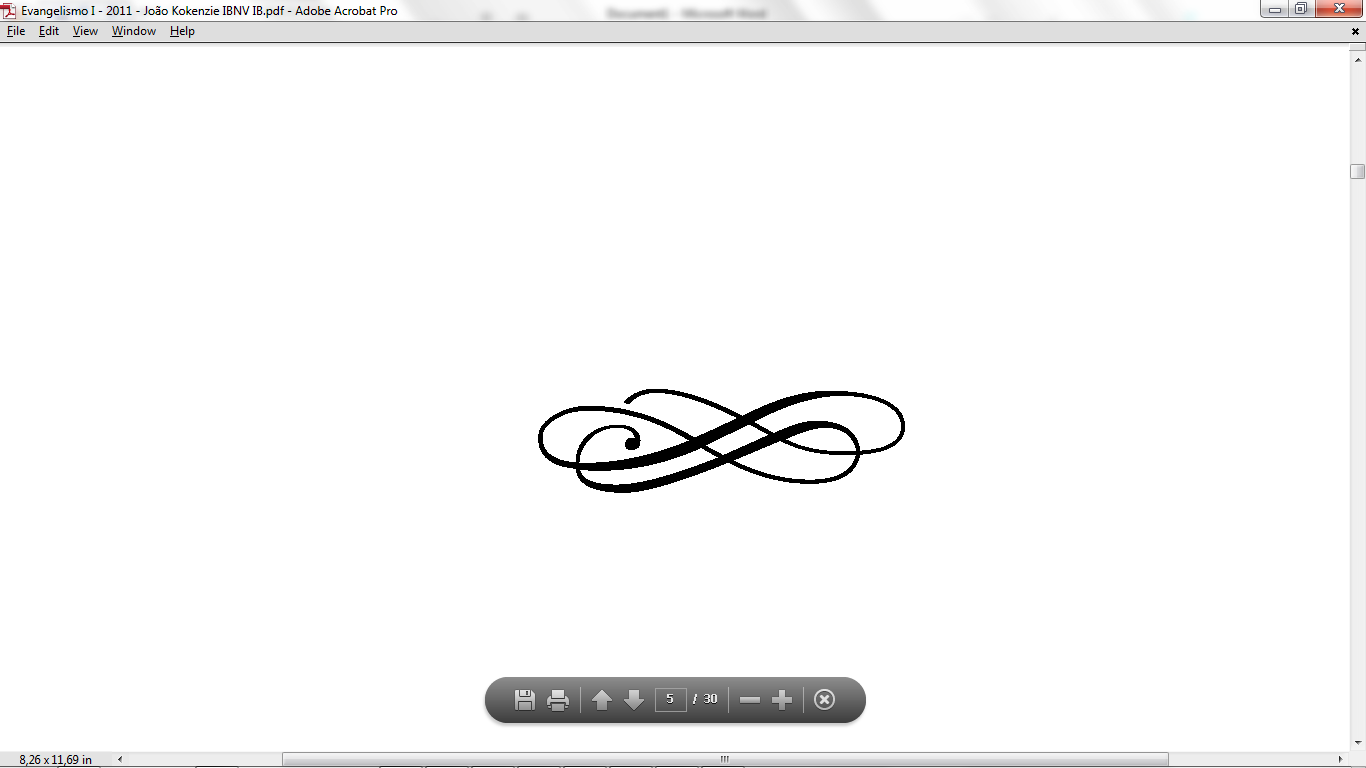 Evangelismo I - 2011 - João Kokenzie IBNV IB.pdf - Adobe Acrobat Pro
File Edit View Window Help
5 / 30
8,26 x 11,69 in